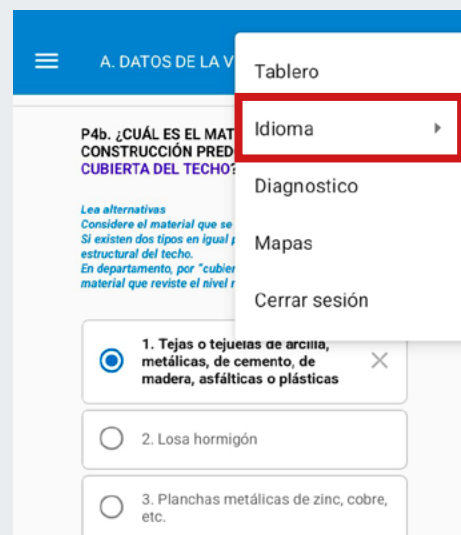 A. DATOS DE LA V
Tablero
Idioma
Diagnostico
Mapas
Cerrar sesión
P4b. ¿CUÁL ES EL MAT
CONSTRUCCIÓN PRED
CUBIERTA DEL TECHO?
Lea alternativas
Considere el material que se
Si existen dos tipos en igual
estructural del techo.
En departamento, por "cubier
material que reviste el nivel
1. Tejas o tejuelas de arcilla,
metálicas, de cemento, de
madera, asfálticas o plásticas
2. Losa hormigón
3. Planchas metálicas de zinc, cobre,
etc.